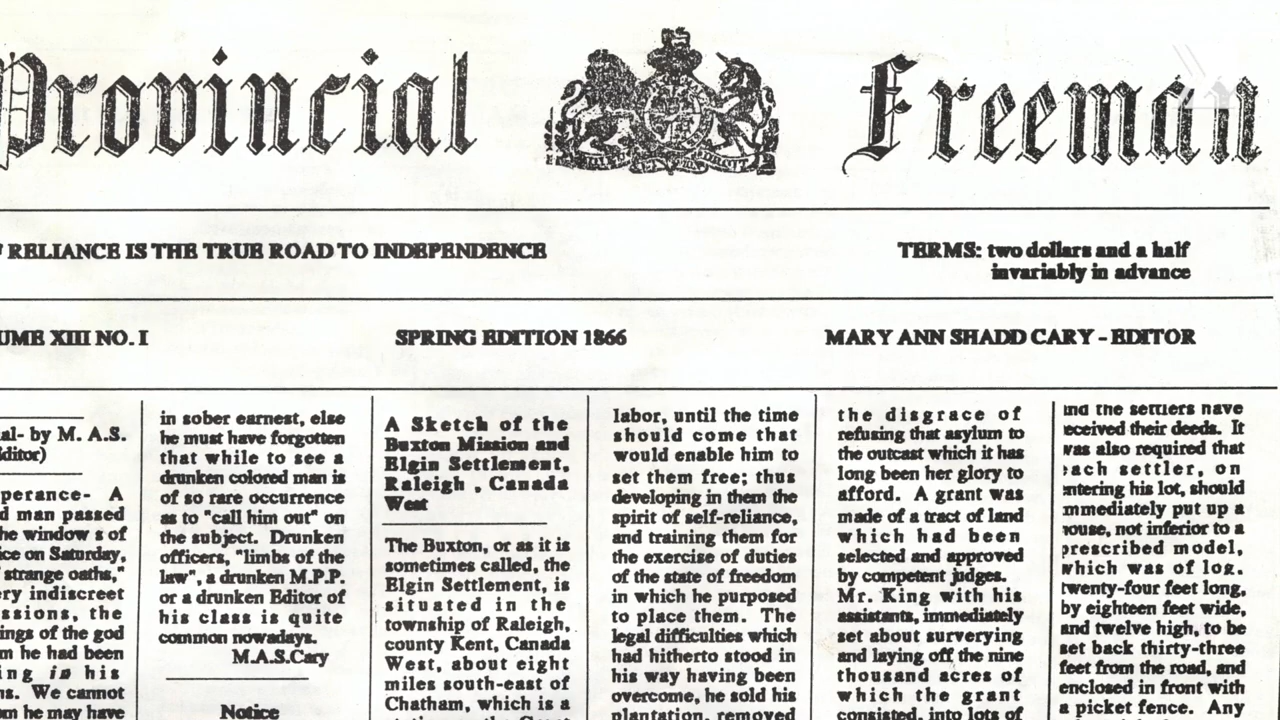 Provincial Freeman
RELIANCE IS THE TRUE ROAD TO INDEPENDENCE
TERMS: two dollars and a half
invariably in advance
UME XIII NO. I
SPRING EDITION 1866
MARY ANN SHADD CARY - EDITOR
al- by M. A.S.
ditor)
perance- A
d man passed
he window s of
ice on Saturday,
strange oaths,"
ery indiscreet
ssions, the
ings of the god
m he had been
ing is his
ns. We cannot
om he may have
in sober earnest, else
he must have forgotten
that while to see a
drunken colored man is
of so rare occurrence
as to "call him out" on
the subject. Drunken
officers, "limbs of the
law", a drunken M.P.P.
or a drunken Editor of
his class is quite
common nowadays.
M.A.S.Cary
Notice
A Sketch of the
Buxton Mission and
Elgin Settlement,
Raleigh , Canada
West
The Buxton, or as it is
sometimes called, the
Elgin Settlement, is
situated in the
township of Raleigh,
county Kent, Canada
West, about eight
miles south-east of
Chatham, which is a
labor, until the time
should come that
would enable him to
set them free; thus
developing in them the
spirit of self-reliance,
and training them for
the exercise of duties
of the state of freedom
in which he purposed
to place them. The
legal difficulties which
had hitherto stood in
his way having been
overcome, he sold his
plantation, removed
the disgrace of
refusing that asylum to
the outcast which it has
long been her glory to
afford. A grant was
made of a tract of land
which had been
selected and approved
by competent judges.
Mr. King with his
assistants, immediately
set about surverying
and laying off the nine
thousand acres of
which the grant
consisted, into lots of
and the settlers have
eceived their deeds. It
was also required that
each settler, on
entering his lot, should
mmediately put up a
house, not inferior to a
prescribed model,
which was of log.
twenty-four feet long,
by eighteen feet wide,
and twelve high, to be
set back thirty-three
feet from the road, and
enclosed in front with
a picket fence. Any